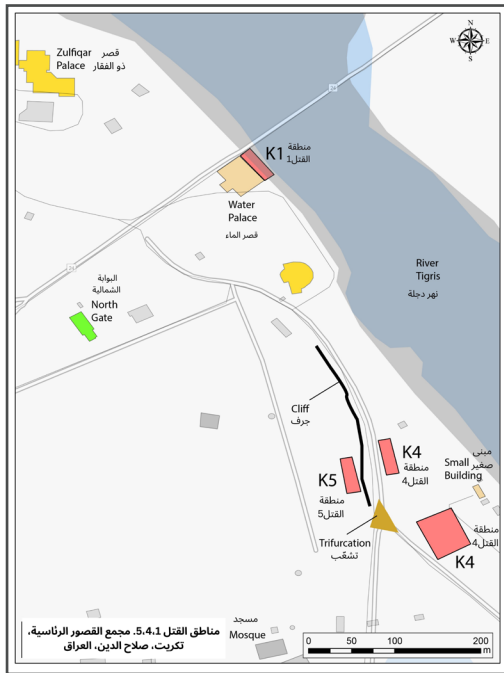 N
W E
S
Zulfiqar
Palace
قصر
ذو الفقار
K1
منطقة
القتل1
Water
Palace
قصر الماء
River
Tigris
نهر دجلة
البوابة
الشمالية
North
Gate
Cliff
جرف
K4
منطقة
القتل4
مبنى
صغير
Small
Building
K5
منطقة
القتل5
منطقة
القتل4
K4
Trifurcation
تشعّب
مسجد
Mosque
مناطق القتل 5.4.1. مجمع القصور الرئاسية،
تكريت، صلاح الدين، العراق
0 50 100 200
m